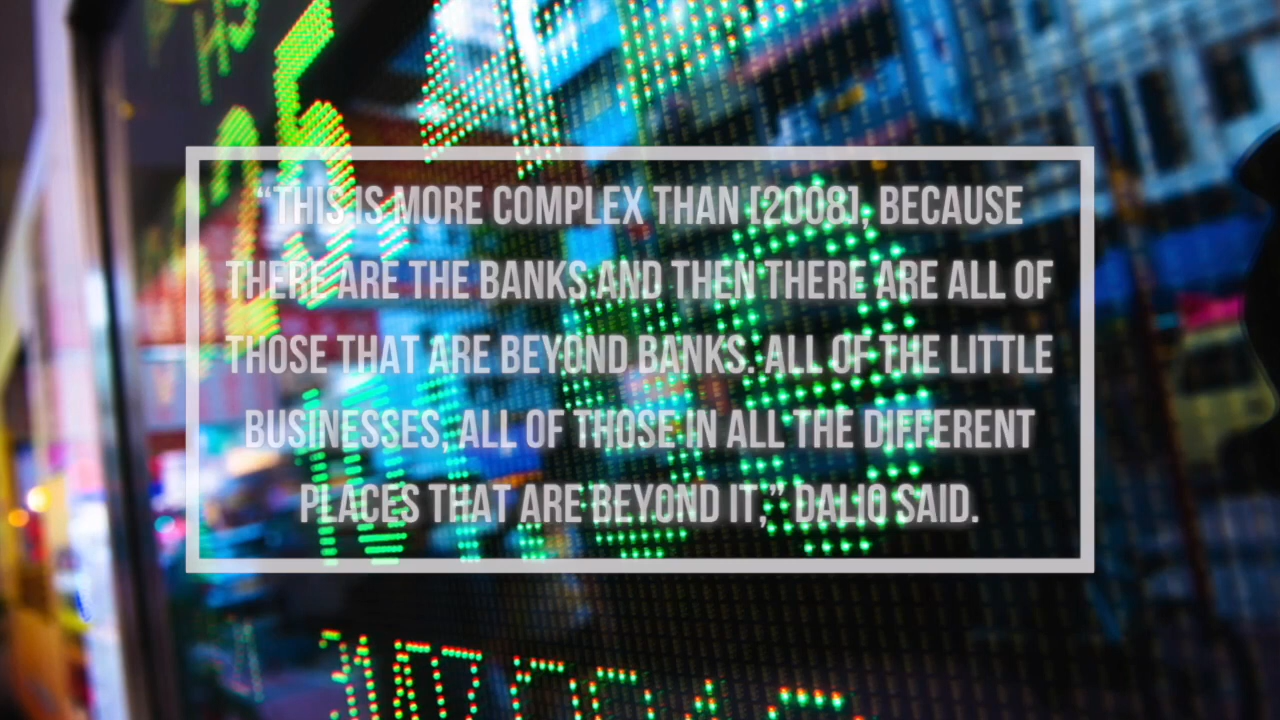 “THIS IS MORE COMPLEX THAN [2008], BECAUSE
THERE ARE THE BANKS AND THEN THERE ARE ALL OF
THOSE THAT ARE BEYOND BANKS. ALL OF THE LITTLE
BUSINESSES, ALL OF THOSE IN ALL THE DIFFERENT
PLACES THAT ARE BEYOND IT,” DALIO SAID.